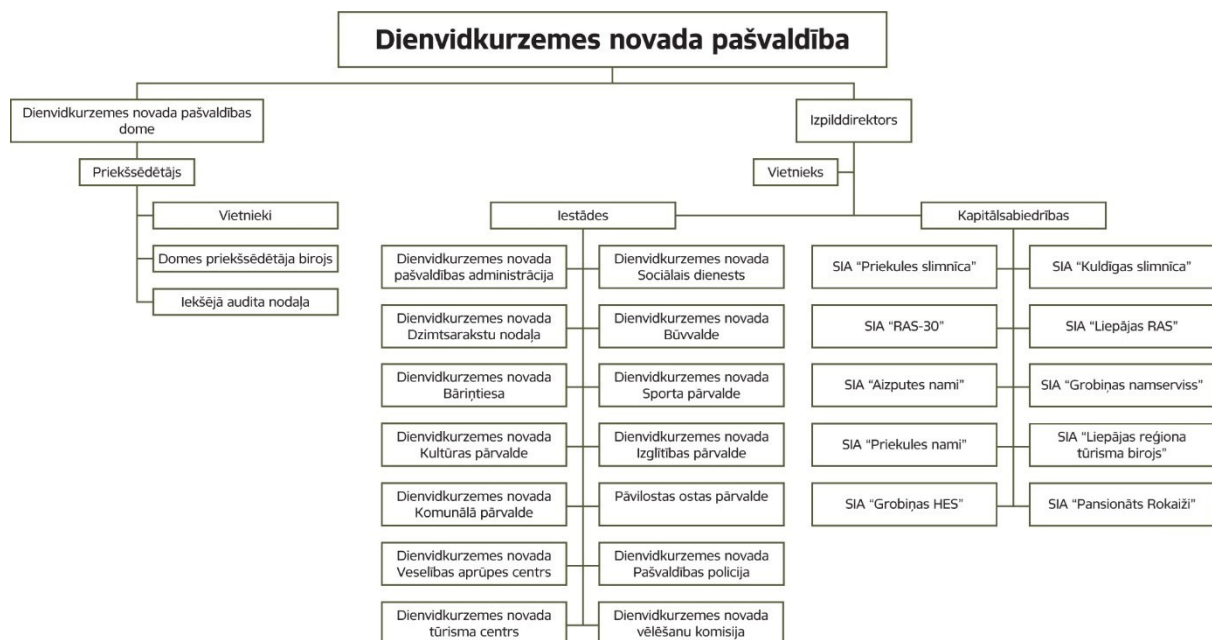 Dienvidkurzemes novada pašvaldība
Dienvidkurzemes novada pašvaldības
dome
Izpilddirektors
Priekšsēdētājs
Vietnieks
Vietnieki
Domes priekšsēdētāja birojs
Iekšējā audita nodaļa
Iestādes
Kapitālsabiedrības
Dienvidkurzemes novada
pašvaldības administrācija
Dienvidkurzemes novada
Sociālais dienests
Dienvidkurzemes novada
Dzimtsarakstu nodaļa
Dienvidkurzemes novada
Būvvalde
Dienvidkurzemes novada
Bāriņtiesa
Dienvidkurzemes novada
Sporta pārvalde
Dienvidkurzemes novada
Kultūras pārvalde
Dienvidkurzemes novada
Izglītības pārvalde
Dienvidkurzemes novada
Komunālā pārvalde
Pāvilostas ostas pārvalde
Dienvidkurzemes novada
Veselības aprūpes centrs
Dienvidkurzemes novada
Pašvaldības policija
Dienvidkurzemes novada
tūrisma centrs
Dienvidkurzemes novada
vēlēšanu komisija
SIA “Priekules slimnīca”
SIA “Kuldīgas slimnīca”
SIA “RAS-30”
SIA “Liepājas RAS”
SIA “Aizputes nami”
SIA “Grobiņas namserviss”
SIA “Priekules nami”
SIA “Liepājas reģiona
tūrisma birojs”
SIA “Grobiņas HES”
SIA “Pansionāts Rokaiži”